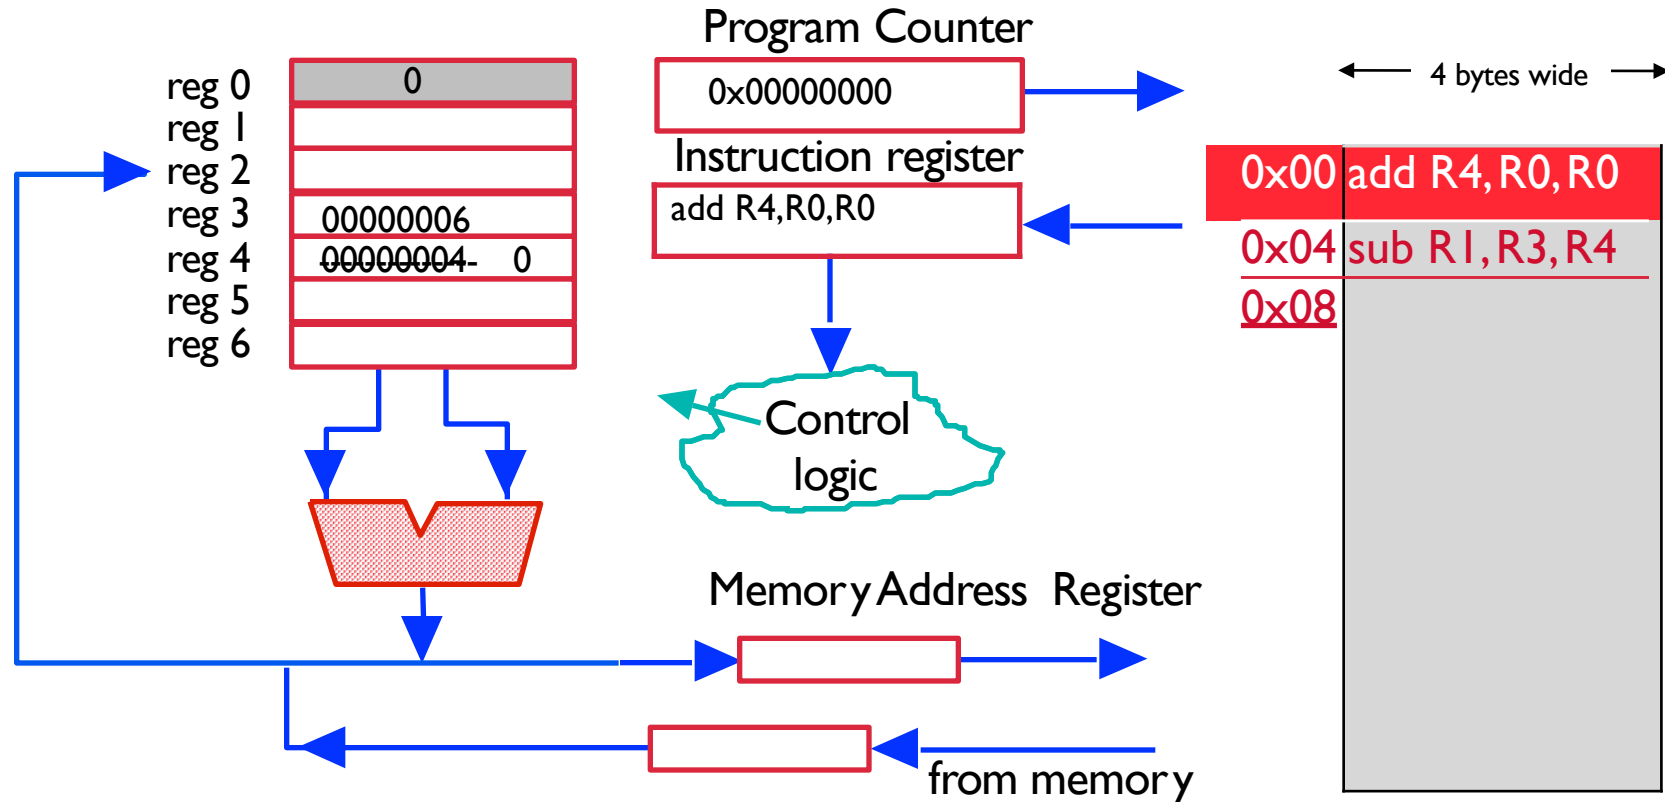 Program Counter
reg 0
0
0x00000000
4 bytes wide
reg 1
Instruction register
reg 2
0x00 add R4,R0,R0
reg 3
00000006
add R4,R0,R0
reg 4
00000004
0
0x04 sub R1,R3,R4
reg 5
0x08
reg 6
Control
logic
Memory Address Register
from memory